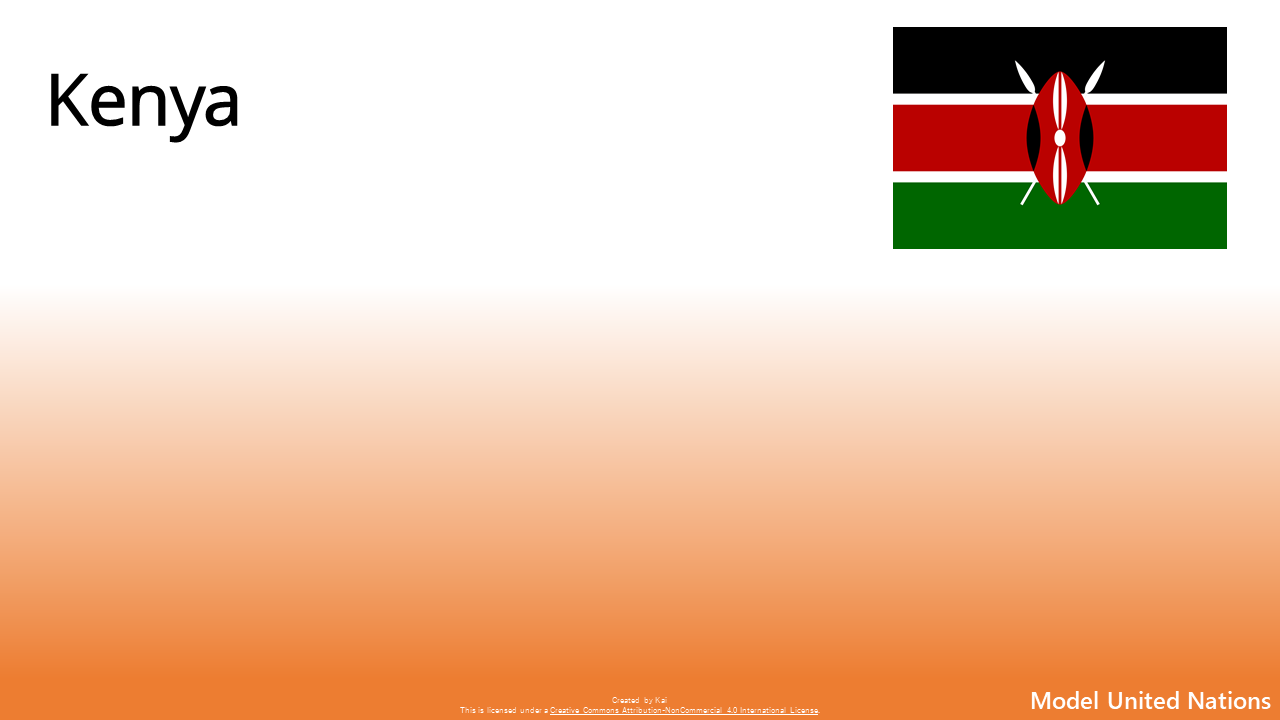 Kenya
Created by Kai
This is licensed under a Creative Commons Attribution-NonCommercial 4.0 International License.
Model United Nations